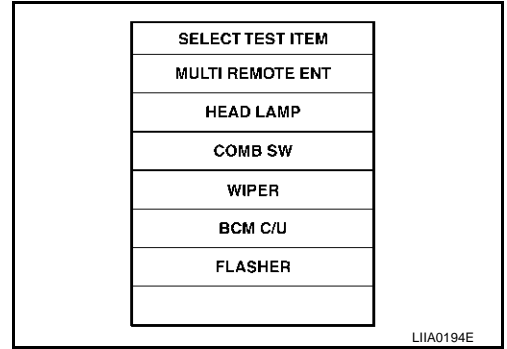 SELECT TEST ITEM
MULTI REMOTE ENT
HEAD LAMP
COMB SW
WIPER
BCM C/U
FLASHER
LIIA0194E